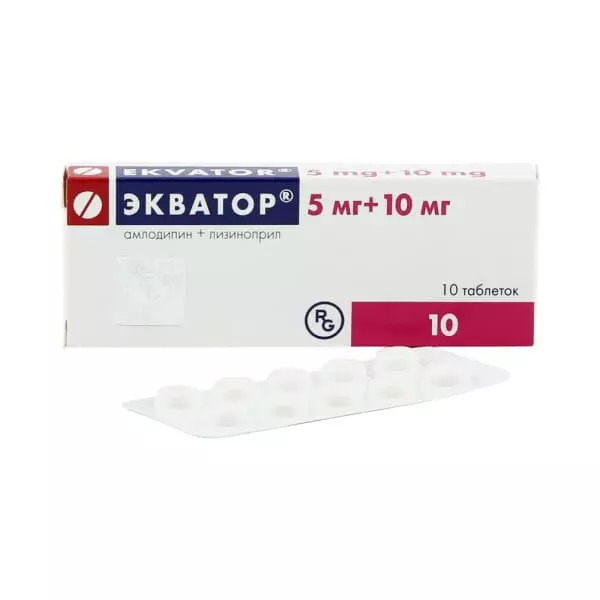 EKVATOR® 5 mg+10 mg
ЭКВАТОР® 5 мг+10 мг
амлодипин + лизиноприл
10 таблеток
RG
10